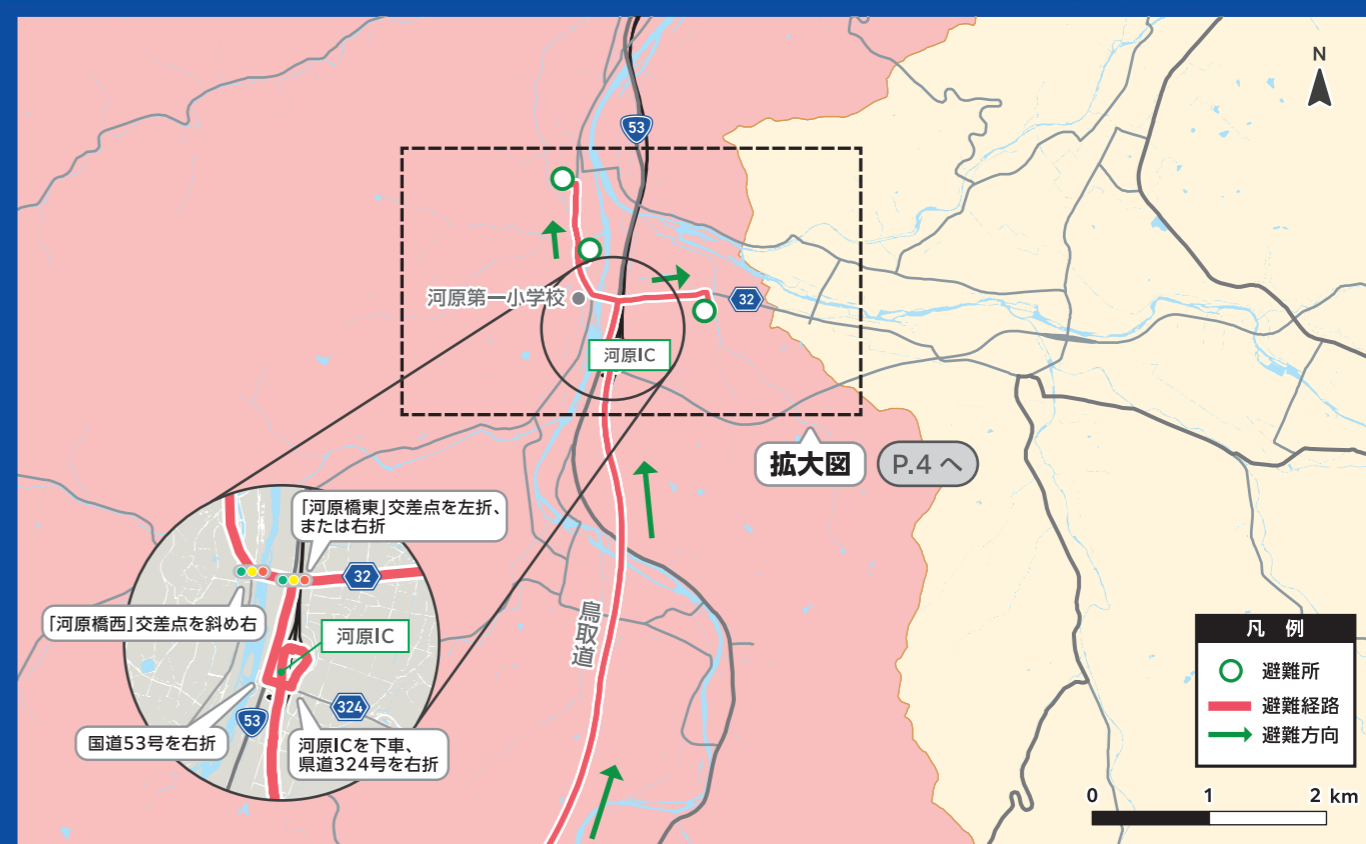 N
53
河原第一小学校
32
河原IC
拡大図
P.4 へ
「河原橋東」交差点を左折、
または右折
32
「河原橋西」交差点を斜め右
河原IC
324
53
国道53号を右折
河原ICを下車、
県道324号を右折
鳥取道
凡 例
避難所
避難経路
避難方向
0 1 2 km